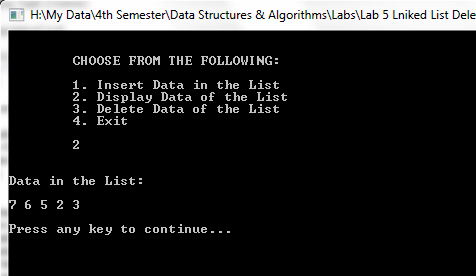 H:\My Data\4th Semester\Data Structures & Algorithms\Labs\Lab 5 Lniked List Dele
CHOOSE FROM THE FOLLOWING:
1. Insert Data in the List
2. Display Data of the List
3. Delete Data of the List
4. Exit
2
Data in the List:
7 6 5 2 3
Press any key to continue...